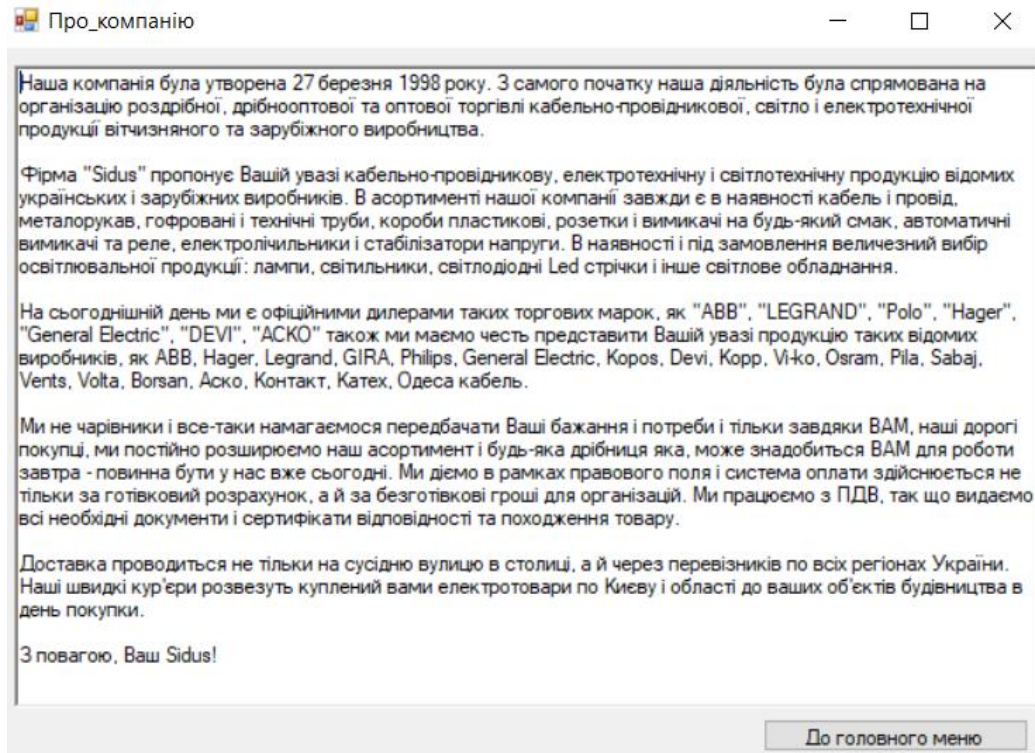 Про_компанію
Наша компанія була утворена 27 березня 1998 року. З самого початку наша діяльність була спрямована на
організацію роздрібної, дрібнооптової та оптової торгівлі кабельно-провідникової, світло і електротехнічної
продукції вітчизняного та зарубіжного виробництва.
Фірма "Sidus" пропонує Вашій увазі кабельно-провідникову, електротехнічну і світлотехнічну продукцію відомих
українських і зарубіжних виробників. В асортименті нашої компанії завжди є в наявності кабель і провід,
металорукав, гофровані і технічні труби, короби пластикові, розетки і вимикачі на будь-який смак, автоматичні
вимикачі та реле, електролічильники і стабілізатори напруги. В наявності і під замовлення величезний вибір
освітлювальної продукції: лампи, світильники, світлодіодні Led стрічки і інше світлове обладнання.
На сьогоднішній день ми є офіційними дилерами таких торгових марок, як "ABB", "LEGRAND", "Polo", "Hager",
"General Electric", "DEVI", "АСКО" також ми маємо честь представити Вашій увазі продукцію таких відомих
виробників, як ABB, Hager, Legrand, GIRA, Philips, General Electric, Kopos, Devi, Kopp, Vi-ko, Osram, Pila, Sabaj,
Vents, Volta, Borsan, Аско, Контакт, Катех, Одеса кабель.
Ми не чарівники і все-таки намагаємося передбачати Ваші бажання і потреби і тільки завдяки ВАМ, наші дорогі
покупці, ми постійно розширюємо наш асортимент і будь-яка дрібниця яка, може знадобиться ВАМ для роботи
завтра - повинна бути у нас вже сьогодні. Ми діємо в рамках правового поля і система оплати здійснюється не
тільки за готівковий розрахунок, а й за безготівкові гроші для організацій. Ми працюємо з ПДВ, так що видаємо
всі необхідні документи і сертифікати відповідності та походження товару.
Доставка проводиться не тільки на сусідню вулицю в столиці, а й через перевізників по всіх регіонах України.
Наші швидкі кур'єри розвезуть куплений вами електротовари по Києву і області до ваших об'єктів будівництва в
день покупки.
З повагою, Ваш Sidus!
До головного меню